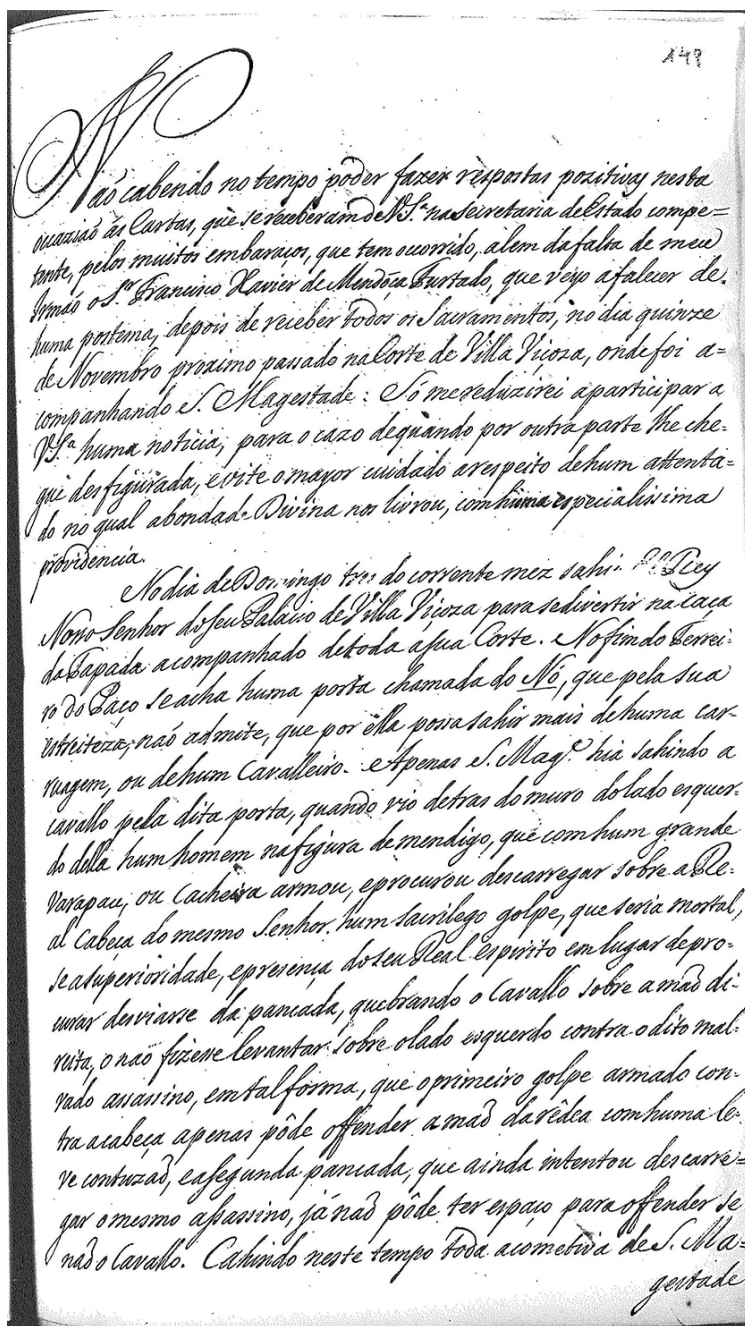 149
Naõ cabendo no tempo pòder fazer respostas pozitivas nesta
occaziaõ ás Cartas, que se receberam de V.S.ª na Secretaria de Estado compe=
tente, pelos muitos embaraços, que tem ocorrido, alem da falta de meu
Irmaõ o S.ʳ Francisco Xavier de Mendóça Furtado, que veyo a falecer de
huma postema, depois de receber todos os Sacramentos, no dia quinze
de Novembro proximo passado na Corte de Villa Viçoza, onde foi a=
companhando S. Magestade: Só me reduzirei a participar a
V.S.ª huma noticia, para o cazo de quando por outra parte lhe che=
gue desfigurada, evite o mayor cuidado a respeito de hum attenta=
do no qual a bondade Divina nos livrou, com huma especialissima
providencia.
No dia de Domingo tres do corrente mez sahi. El Rey
Nosso Senhor do seu Palacio de Villa Vicoza para se divertir na caça
da Tapada acompanhado de toda a sua Corte. No fim do Terrei-
ro do Paço se acha huma porta chamada do Nó, que pela sua
estreiteza, naõ admite, que por ella possa sahir mais de huma car-
ruagem, ou de hum Cavalleiro. Apenas S. Mag.ᵉ hia sahindo a
cavallo pela dita porta, quando vio detras do muro do lado esquer-
do della hum homem na figura de mendigo, que com hum grande
Varapau, ou Cacheira armou, e procurou descarregar sobre a Re-
al Cabeça do mesmo Senhor hum sacrilego golpe, que seria mortal,
se a superioridade, e presença do seu Real espirito em lugar de pro-
curar desviarse da pancada, quebrando o Cavallo sobre a maõ di-
reita, o naõ fizesse levantar sobre o lado esquerdo contra o dito mal-
vado assassino, em tal fórma, que o primeiro golpe armado con-
tra a cabeça apenas pôde offender a maõ da rédea com huma le-
ve contuzaõ, e a segunda pancada, que ainda intentou descarre=
gar o mesmo assassino, já naõ pôde ter espaço para offender se
naõ o Cavallo. Cahindo neste tempo toda a cometiva de S. Ma=
gestade